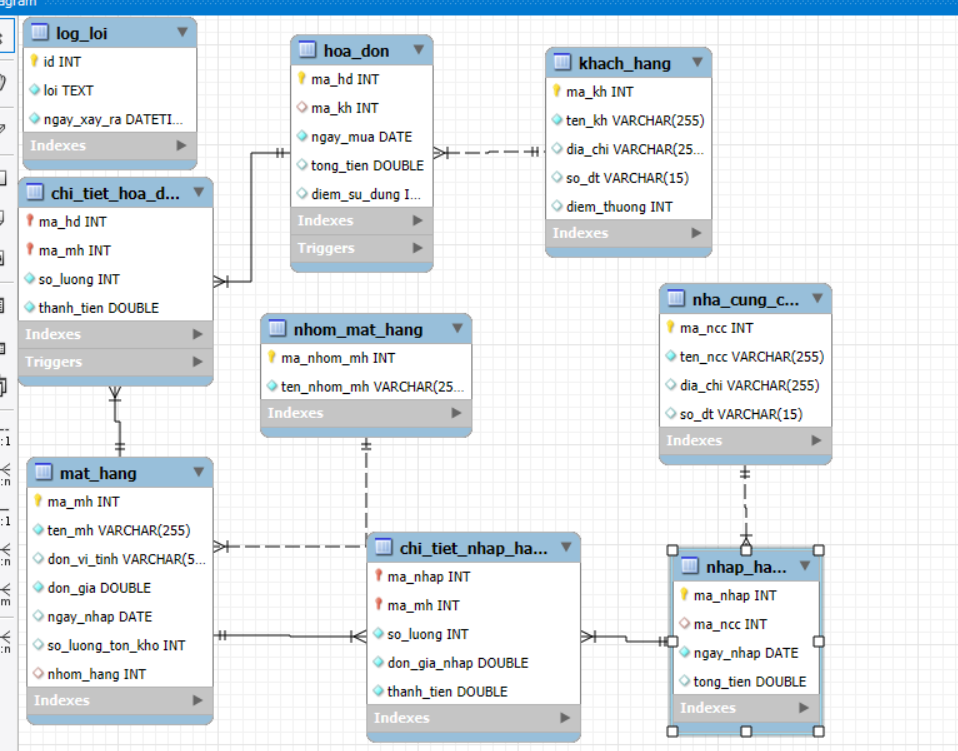 agram
log_loi
id INT
loi TEXT
ngay_xay_ra DATETI...
Indexes
hoa_don
ma_hd INT
ma_kh INT
ngay_mua DATE
tong_tien DOUBLE
diem_su_dung I...
Indexes
Triggers
khach_hang
ma_kh INT
ten_kh VARCHAR(255)
dia_chi VARCHAR(25...
so_dt VARCHAR(15)
diem_thuong INT
Indexes
chi_tiet_hoa_d...
ma_hd INT
ma_mh INT
so_luong INT
thanh_tien DOUBLE
Indexes
Triggers
nhom_mat_hang
ma_nhom_mh INT
ten_nhom_mh VARCHAR(25...
Indexes
nha_cung_c...
ma_ncc INT
ten_ncc VARCHAR(255)
dia_chi VARCHAR(255)
so_dt VARCHAR(15)
Indexes
mat_hang
ma_mh INT
ten_mh VARCHAR(255)
don_vi_tinh VARCHAR(5...
don_gia DOUBLE
ngay_nhap DATE
so_luong_ton_kho INT
nhom_hang INT
Indexes
chi_tiet_nhap_ha...
ma_nhap INT
ma_mh INT
so_luong INT
don_gia_nhap DOUBLE
thanh_tien DOUBLE
Indexes
nhap_ha...
ma_nhap INT
ma_ncc INT
ngay_nhap DATE
tong_tien DOUBLE
Indexes
:1
:n
:1
:n
:m
:n